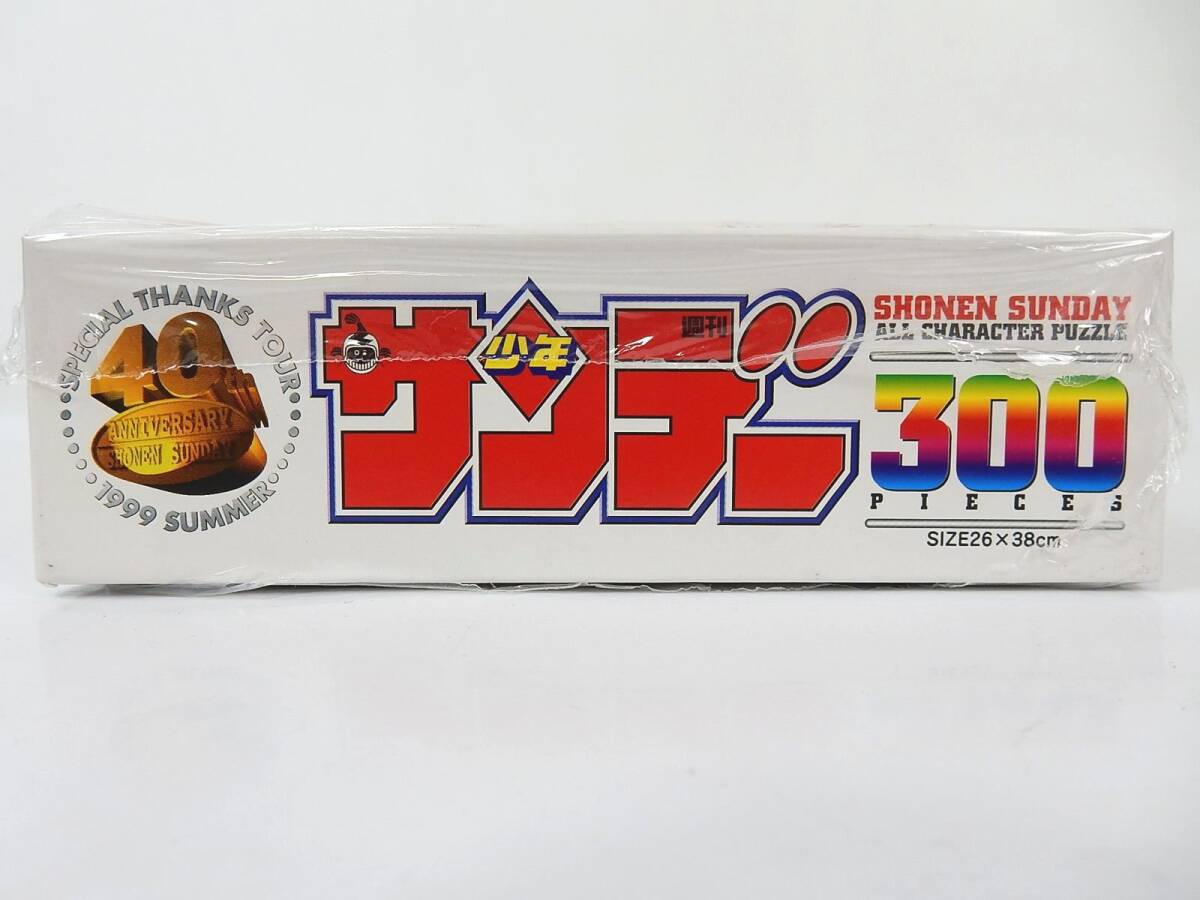 SPECIAL THANKS TOUR
40th
ANNIVERSARY
SHONEN SUNDAY
1999 SUMMER
週刊
少年
サンデー
SHONEN SUNDAY
ALL CHARACTER PUZZLE
300
PIECES
SIZE26×38cm